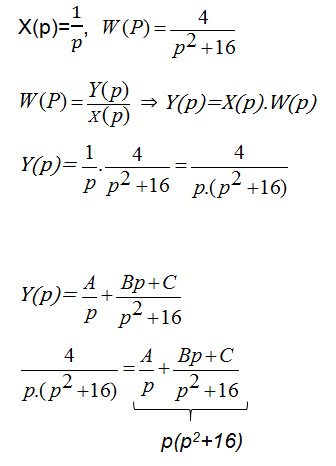 X(p)=1/p, W(P)=4/(p²+16)
W(P)=Y(p)/X(p) ⇒ Y(p)=X(p).W(p)
Y(p)=1/p.4/(p²+16)=4/(p.(p²+16))
Y(p)=A/p+(Bp+C)/(p²+16)
4/(p.(p²+16))=A/p+(Bp+C)/(p²+16)
p(p²+16)